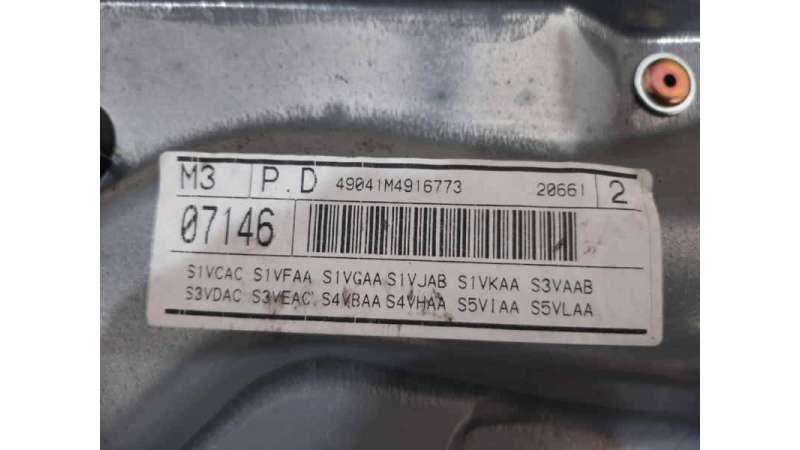 M3 P.D 49041M4916773 20661 2
07146
S1VCAC S1VFAA S1VGAA S1VJAB S1VKAA S3VAAB
S3VDAC S3VEAC S4VBAA S4VHAA S5VIAA S5VLAA